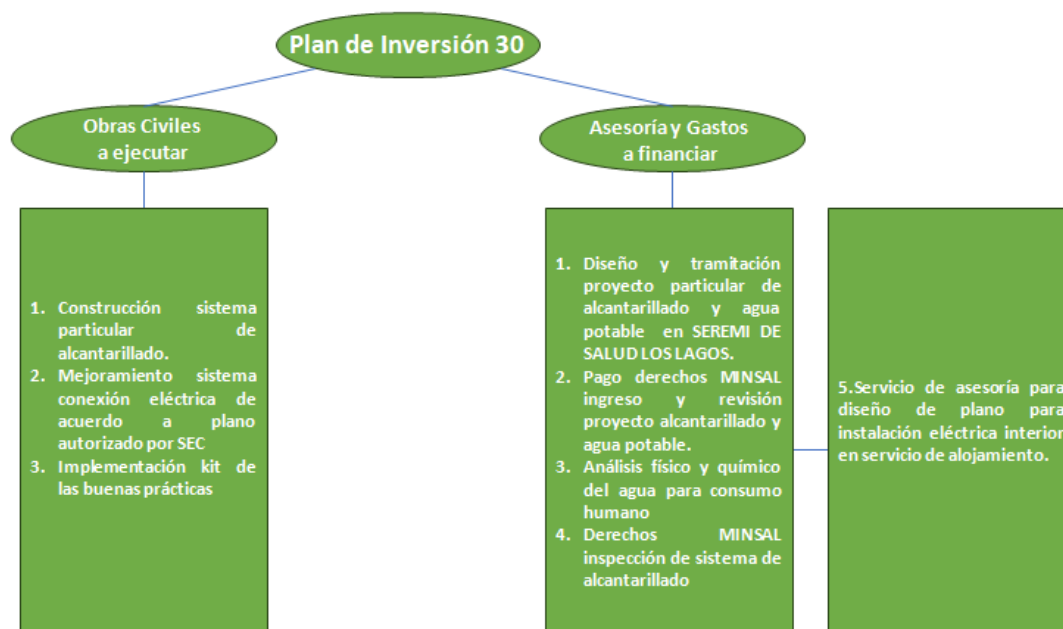 Plan de Inversión 30
Obras Civiles
a ejecutar
Asesoría y Gastos
a financiar
1. Construcción sistema
particular de
alcantarillado.
2. Mejoramiento sistema
conexión eléctrica de
acuerdo a plano
autorizado por SEC
3. Implementación kit de
las buenas prácticas
1. Diseño y tramitación
proyecto particular de
alcantarillado y agua
potable en SEREMI DE
SALUD LOS LAGOS.
2. Pago derechos MINSAL
ingreso y revisión
proyecto alcantarillado y
agua potable.
3. Análisis físico y químico
del agua para consumo
humano
4. Derechos MINSAL
inspección de sistema de
alcantarillado
5.Servicio de asesoría para
diseño de plano para
instalación eléctrica interior
en servicio de alojamiento.